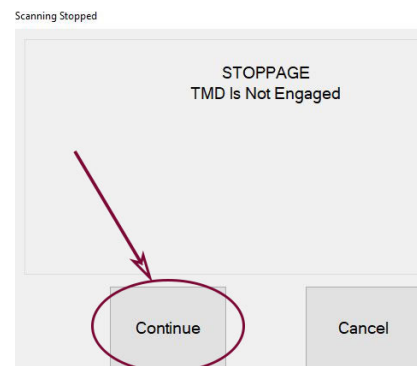 Scanning Stopped
STOPPAGE
TMD Is Not Engaged
Continue
Cancel